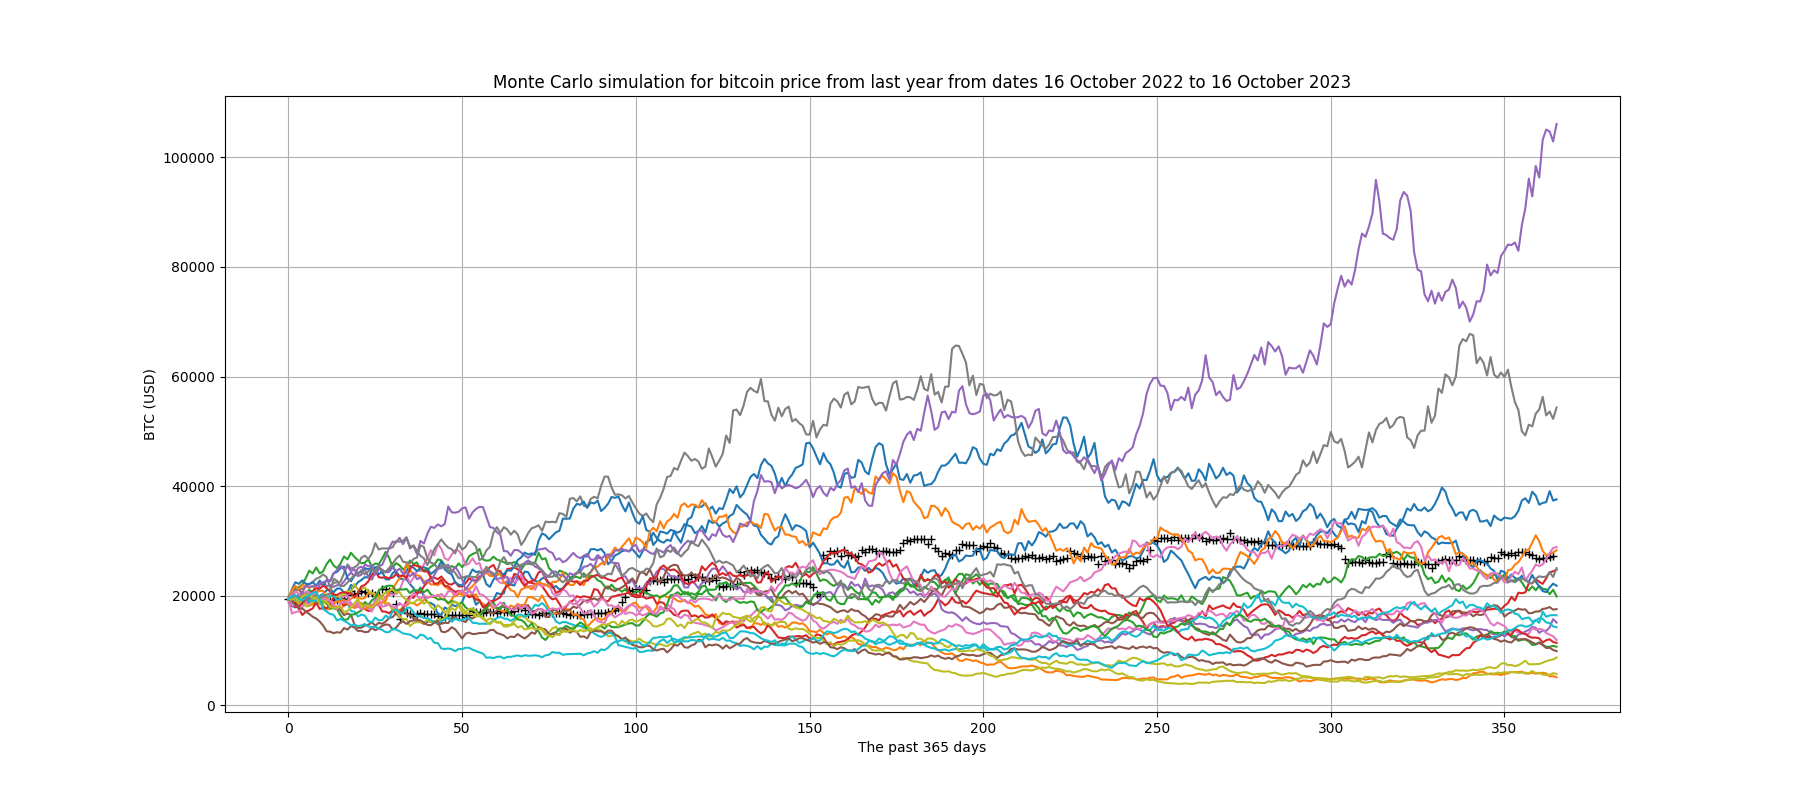 Monte Carlo simulation for bitcoin price from last year from dates 16 October 2022 to 16 October 2023
100000
80000
60000
40000
20000
0
BTC (USD)
0 50 100 150 200 250 300 350
The past 365 days